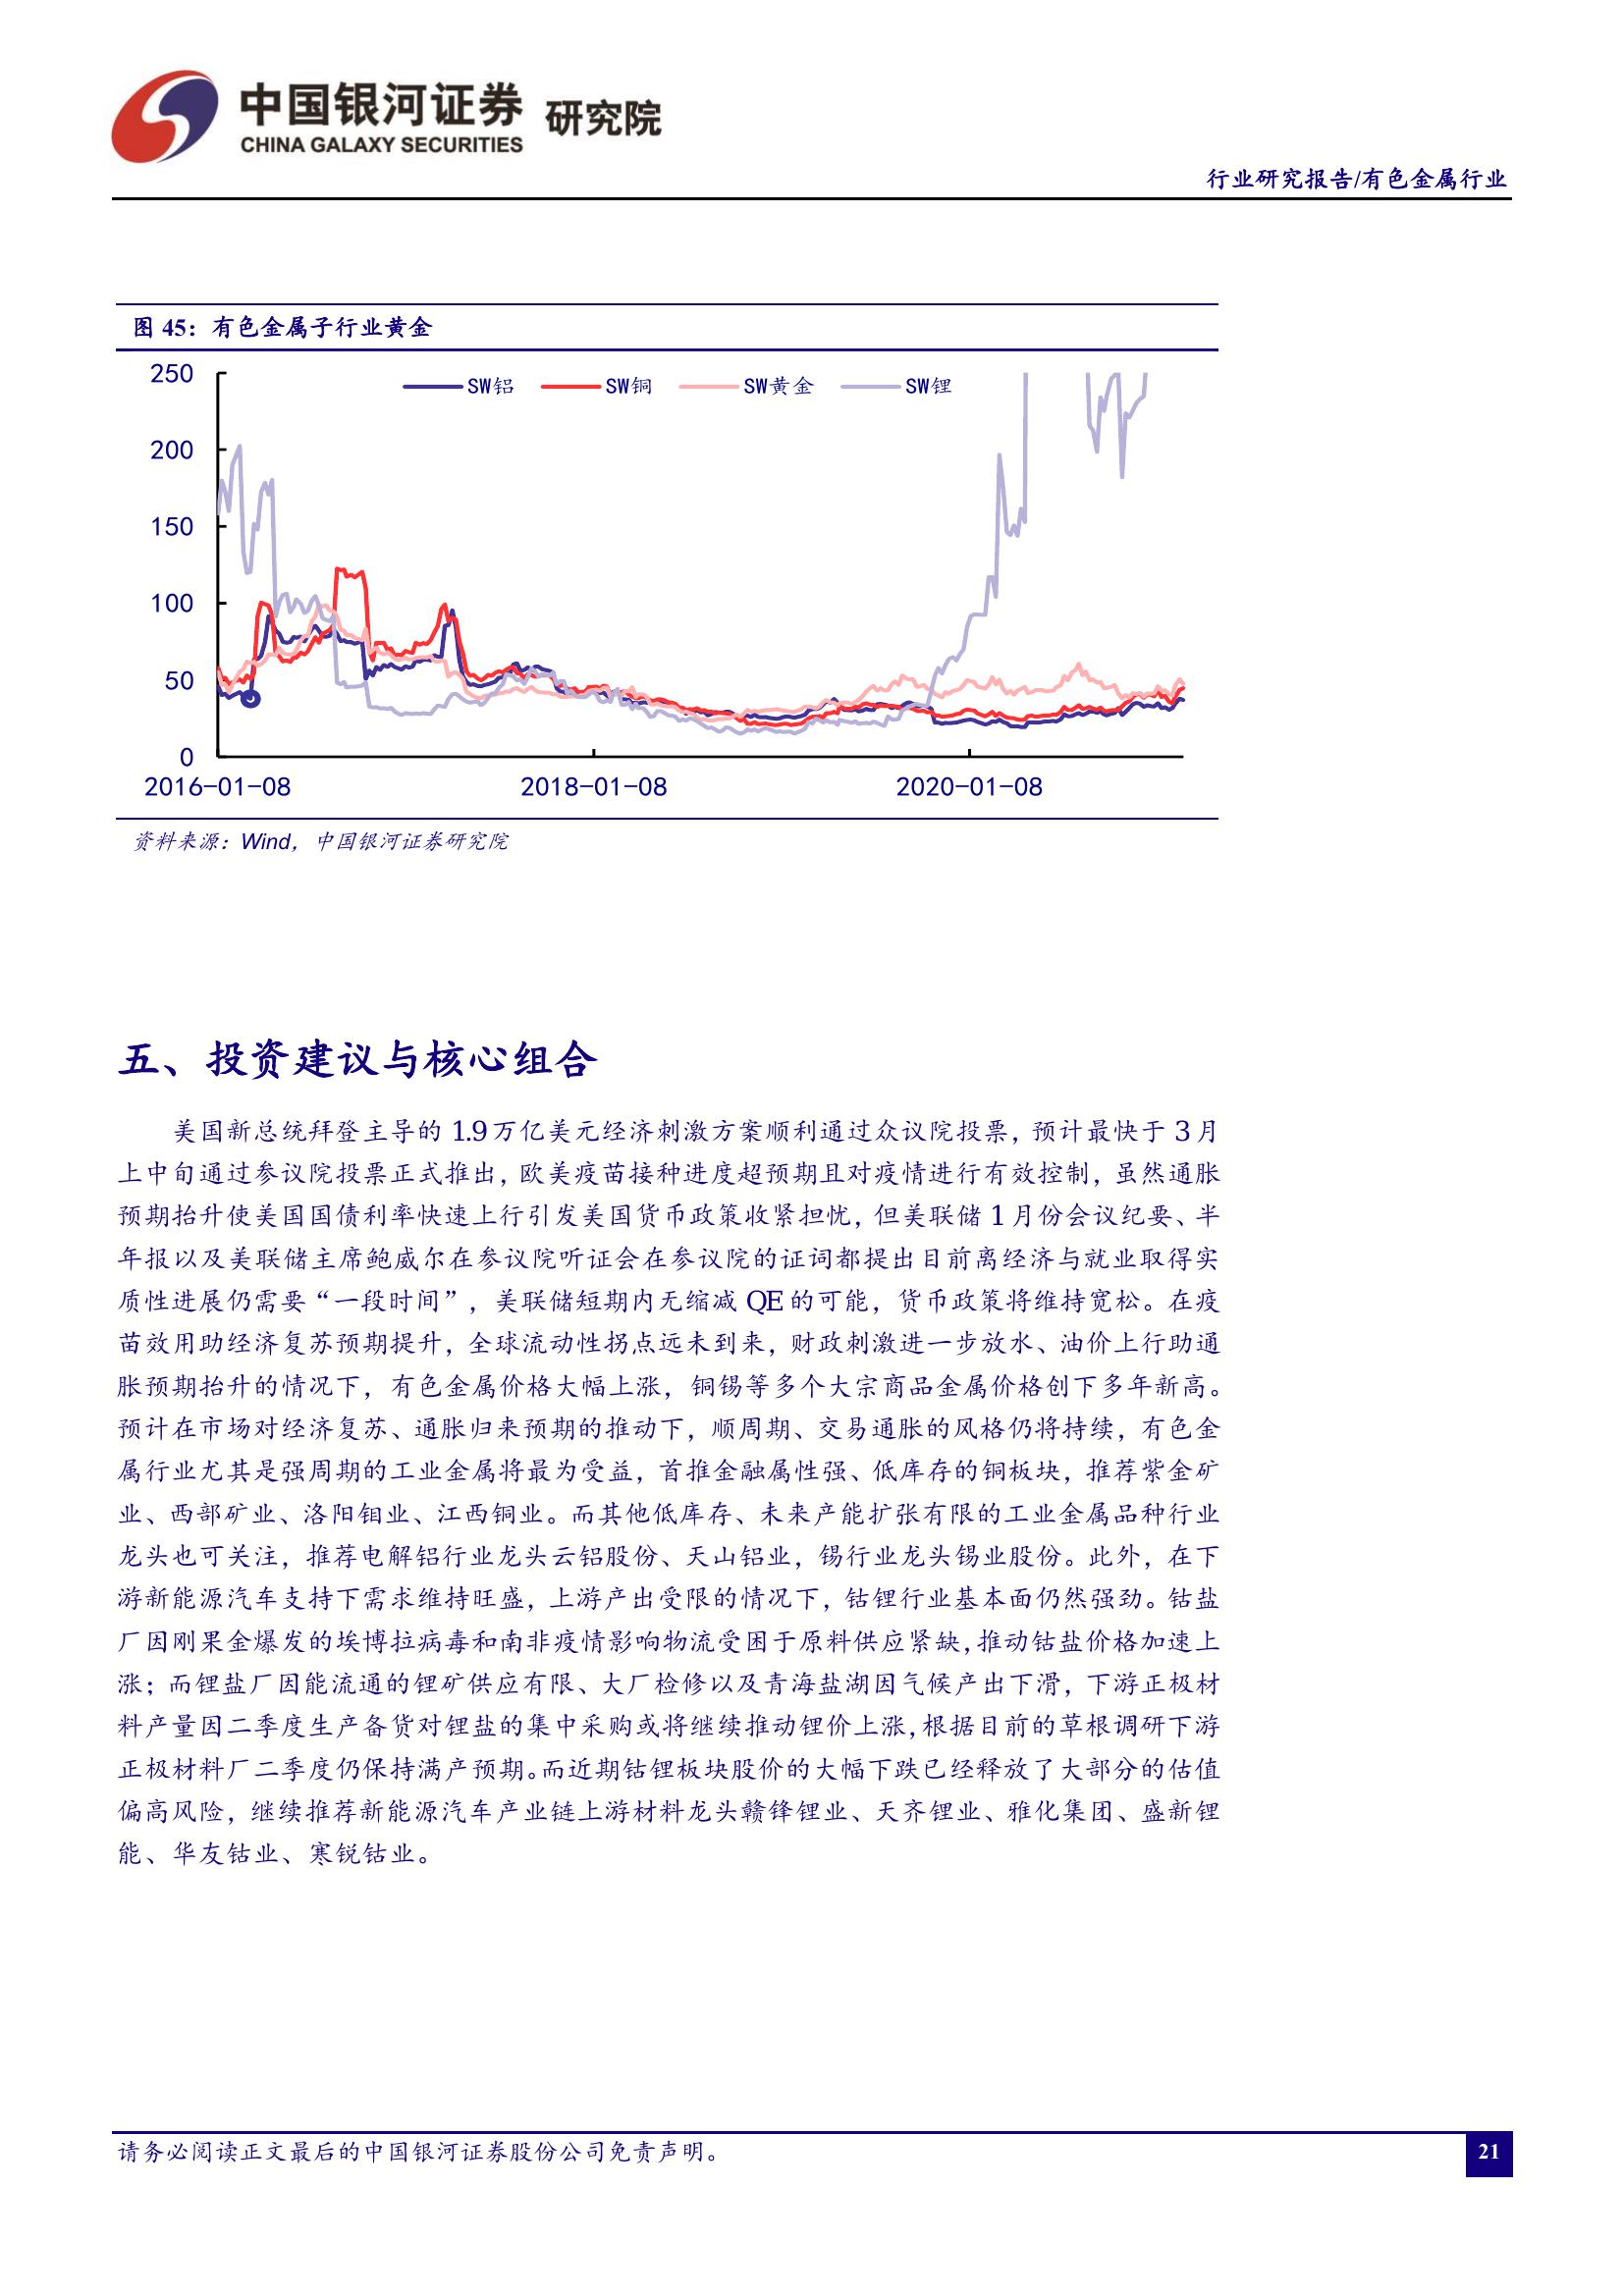 中国银河证券 研究院
CHINA GALAXY SECURITIES
行业研究报告/有色金属行业
图 45：有色金属子行业黄金
250
SW铝 SW铜 SW黄金 SW锂
200
150
100
50
0
2016-01-08 2018-01-08 2020-01-08
资料来源：Wind，中国银河证券研究院
五、投资建议与核心组合
美国新总统拜登主导的 1.9 万亿美元经济刺激方案顺利通过众议院投票，预计最快于 3 月
上中旬通过参议院投票正式推出，欧美疫苗接种进度超预期且对疫情进行有效控制，虽然通胀
预期抬升使美国国债利率快速上行引发美国货币政策收紧担忧，但美联储 1 月份会议纪要、半
年报以及美联储主席鲍威尔在参议院听证会在参议院的证词都提出目前离经济与就业取得实
质性进展仍需要“一段时间”，美联储短期内无缩减 QE 的可能，货币政策将维持宽松。在疫
苗效用助经济复苏预期提升，全球流动性拐点远未到来，财政刺激进一步放水、油价上行助通
胀预期抬升的情况下，有色金属价格大幅上涨，铜锡等多个大宗商品金属价格创下多年新高。
预计在市场对经济复苏、通胀归来预期的推动下，顺周期、交易通胀的风格仍将持续，有色金
属行业尤其是强周期的工业金属将最为受益，首推金融属性强、低库存的铜板块，推荐紫金矿
业、西部矿业、洛阳钼业、江西铜业。而其他低库存、未来产能扩张有限的工业金属品种行业
龙头也可关注，推荐电解铝行业龙头云铝股份、天山铝业，锡行业龙头锡业股份。此外，在下
游新能源汽车支持下需求维持旺盛，上游产出受限的情况下，钴锂行业基本面仍然强劲。钴盐
厂因刚果金爆发的埃博拉病毒和南非疫情影响物流受困于原料供应紧缺，推动钴盐价格加速上
涨；而锂盐厂因能流通的锂矿供应有限、大厂检修以及青海盐湖因气候产出下滑，下游正极材
料产量因二季度生产备货对锂盐的集中采购或将继续推动锂价上涨，根据目前的草根调研下游
正极材料厂二季度仍保持满产预期。而近期钴锂板块股价的大幅下跌已经释放了大部分的估值
偏高风险，继续推荐新能源汽车产业链上游材料龙头赣锋锂业、天齐锂业、雅化集团、盛新锂
能、华友钴业、寒锐钴业。
请务必阅读正文最后的中国银河证券股份公司免责声明。
21